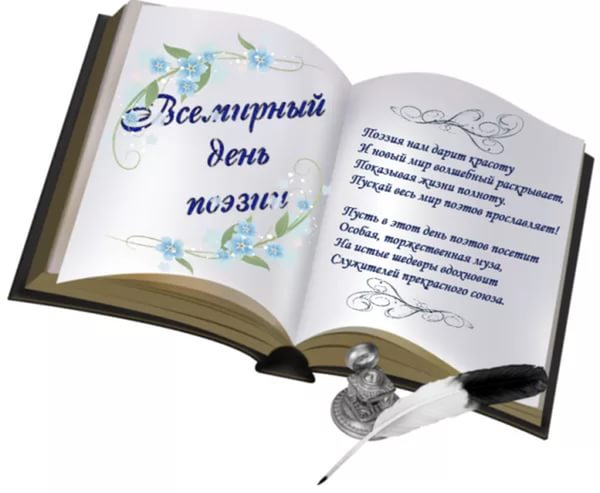 Всемирный
день
поэзии
Поэзия нам дарит красоту
И новый мир волшебный раскрывает,
Показывая жизни полноту.
Пускай весь мир поэтов прославляет!
Пусть в этот день поэтов посетит
Особая, торжественная муза,
На истые шедевры вдохновит
Служителей прекрасного союза.